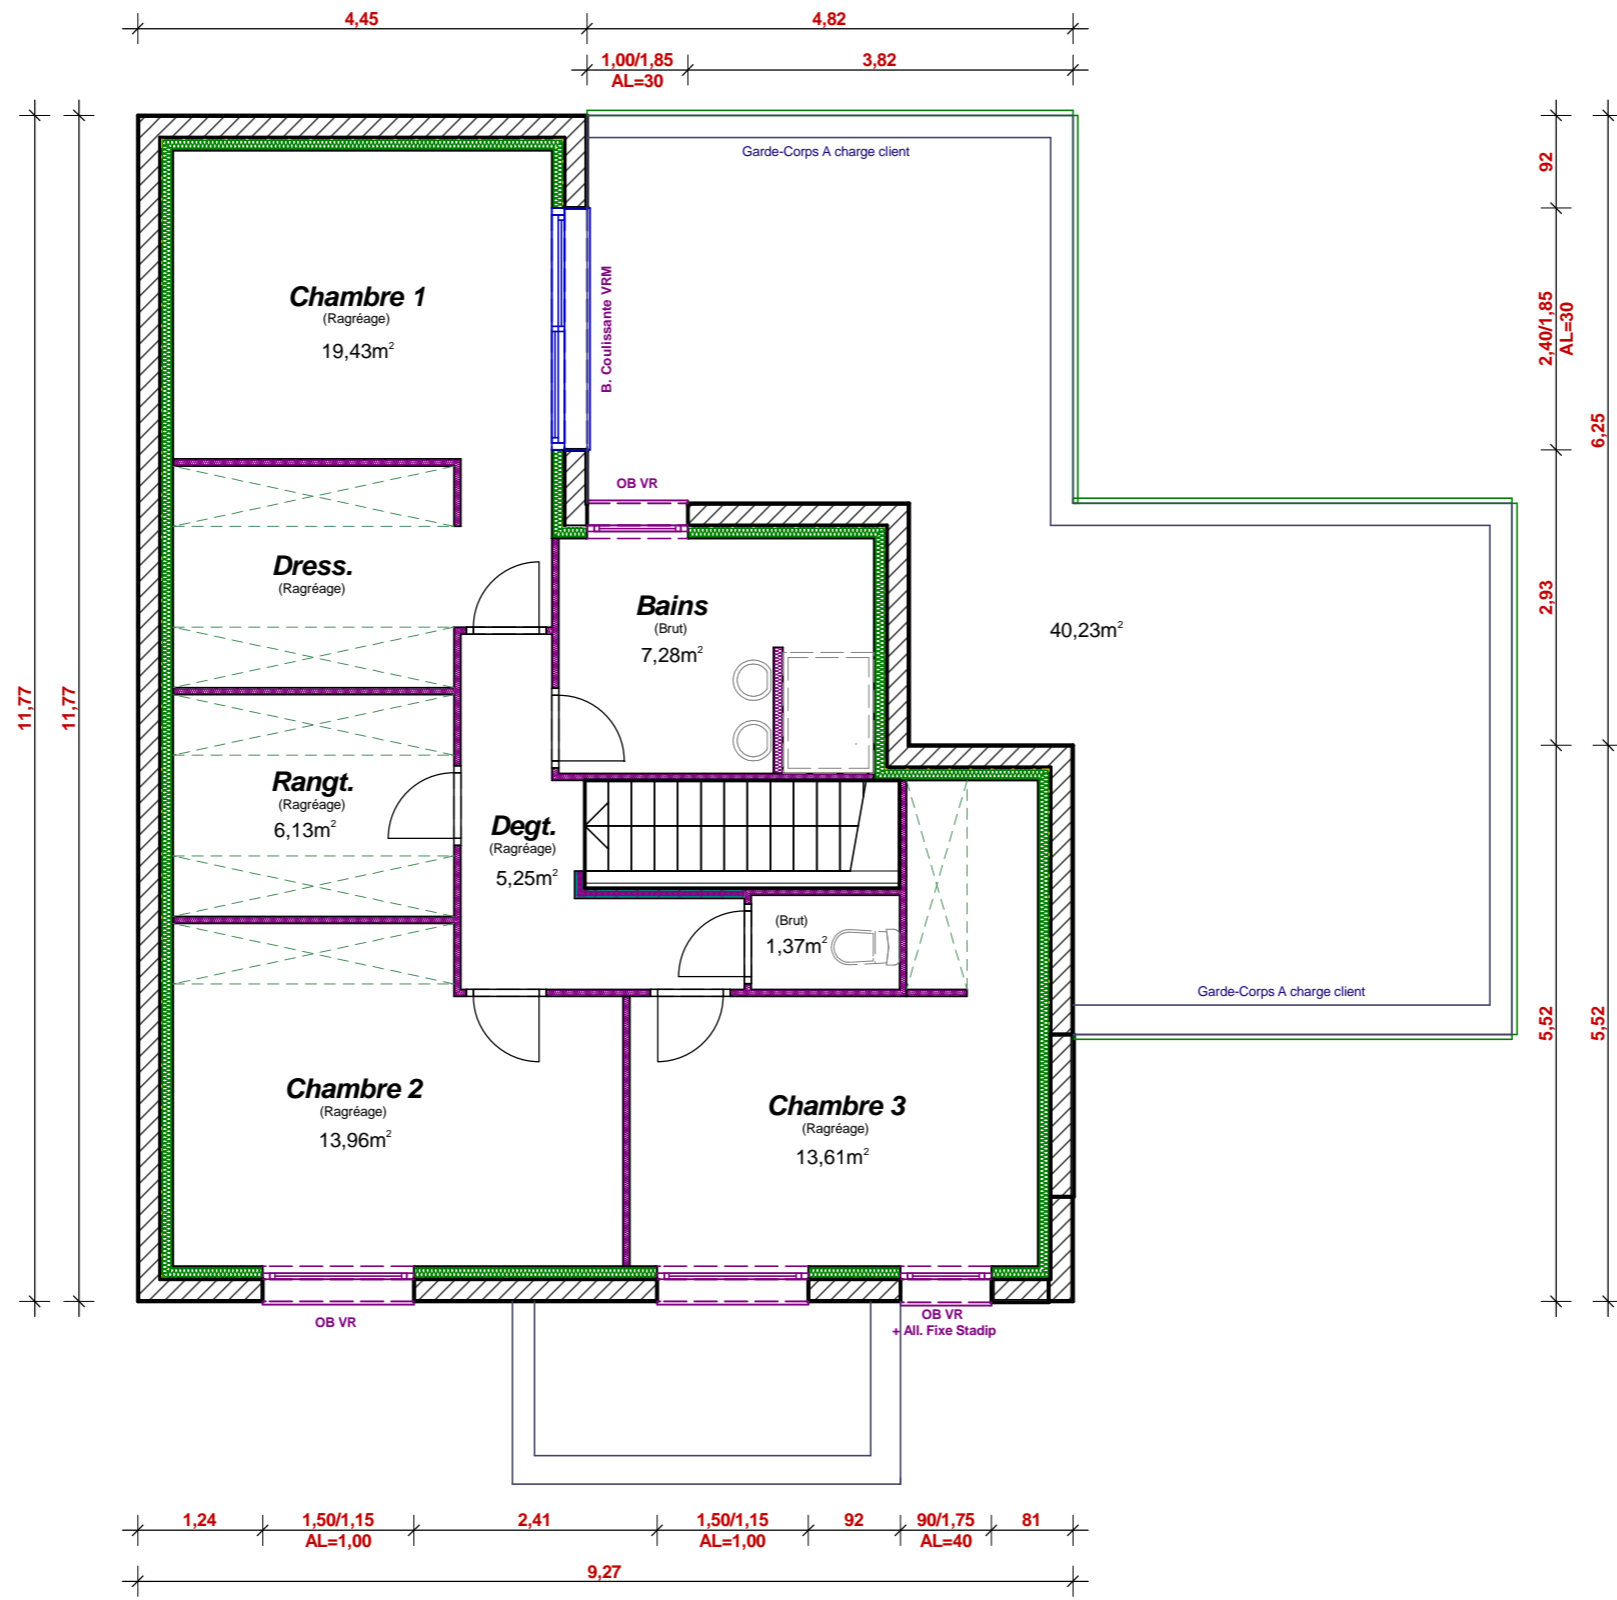 4,45
4,82
1,00/1,85
AL=30
3,82
Garde-Corps A charge client
92
Chambre 1
(Ragréage)
19,43m²
B. Coulissante VRM
2,40/1,85
AL=30
6,25
OB VR
Dress.
(Ragréage)
Bains
(Brut)
7,28m²
40,23m²
2,93
11,77
11,77
Rangt.
(Ragréage)
6,13m²
Degt.
(Ragréage)
5,25m²
(Brut)
1,37m²
Garde-Corps A charge client
5,52
5,52
Chambre 2
(Ragréage)
13,96m²
Chambre 3
(Ragréage)
13,61m²
OB VR
OB VR
+ All. Fixe Stadip
1,24
1,50/1,15
AL=1,00
2,41
1,50/1,15
AL=1,00
92
90/1,75
AL=40
81
9,27